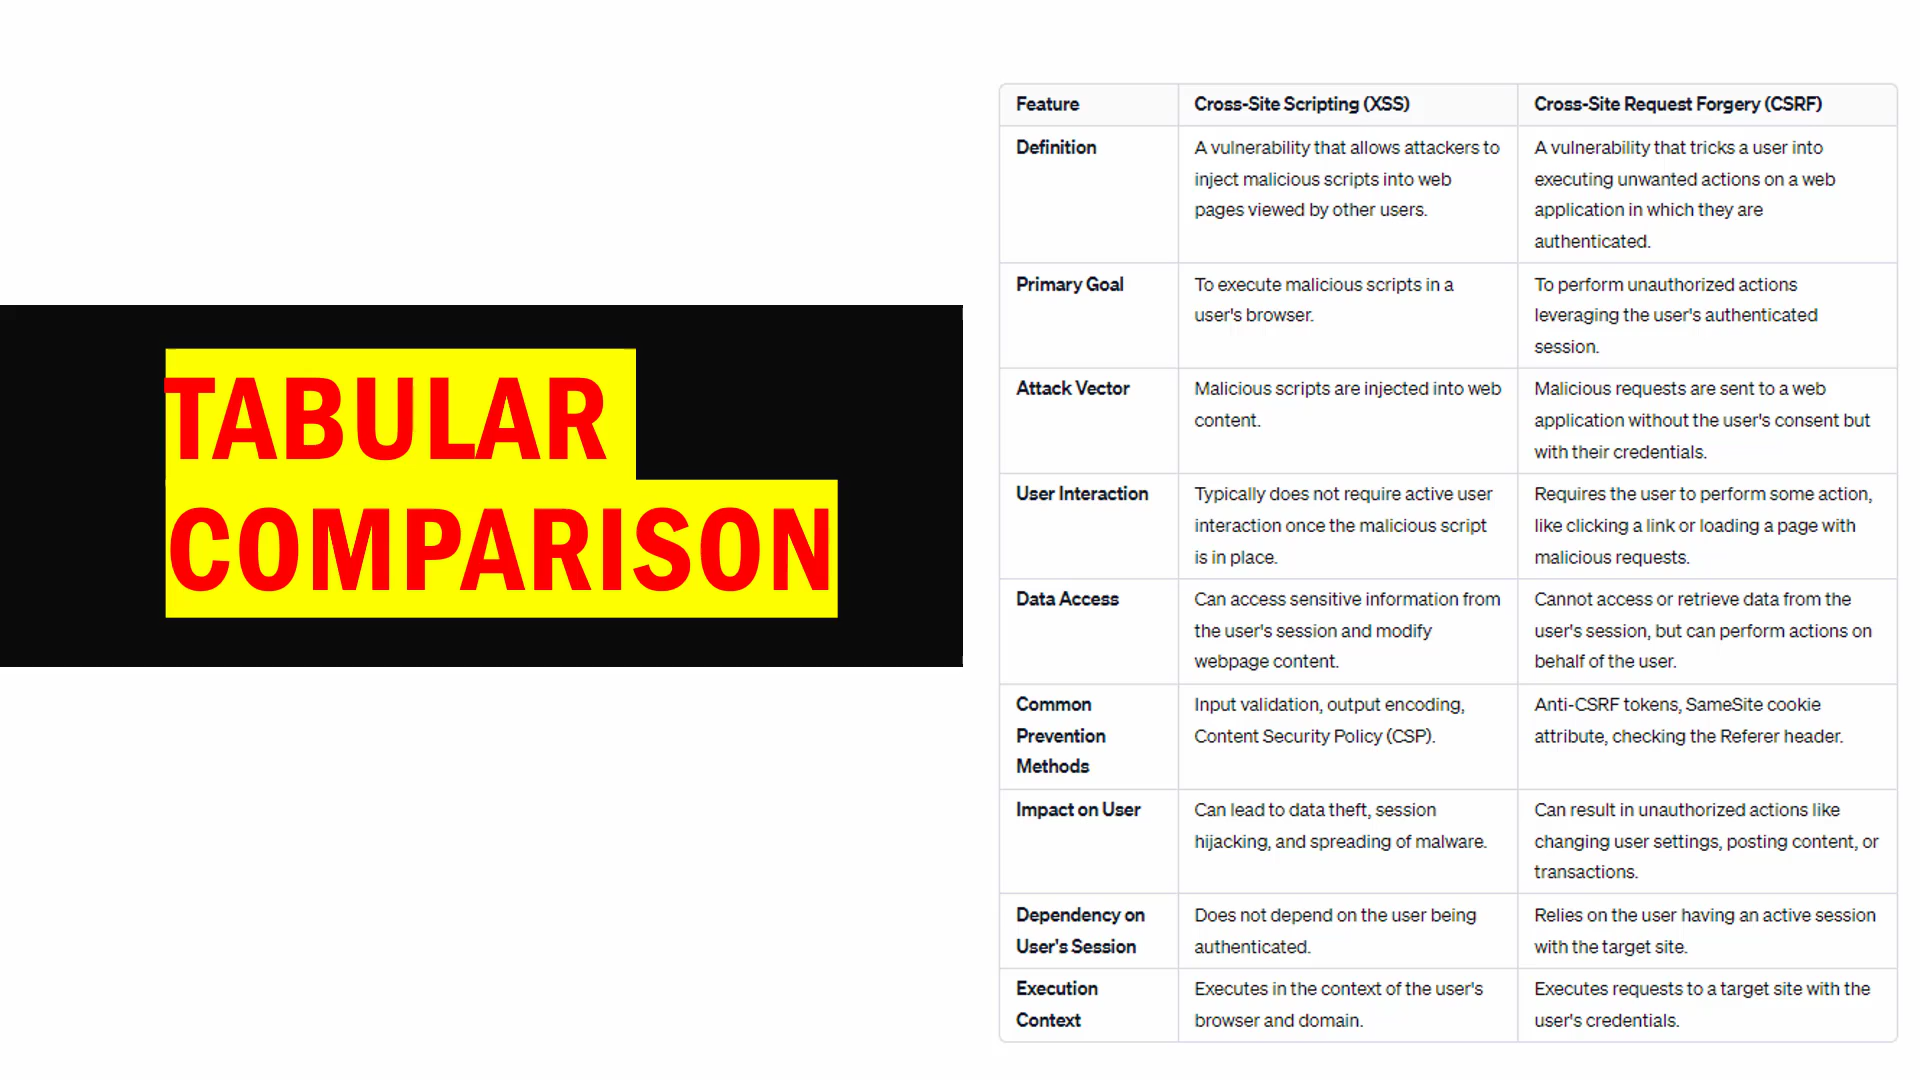 TABULAR
COMPARISON
Feature
Cross-Site Scripting (XSS)
Cross-Site Request Forgery (CSRF)
Definition
A vulnerability that allows attackers to
inject malicious scripts into web
pages viewed by other users.
A vulnerability that tricks a user into
executing unwanted actions on a web
application in which they are
authenticated.
Primary Goal
To execute malicious scripts in a
user's browser.
To perform unauthorized actions
leveraging the user's authenticated
session.
Attack Vector
Malicious scripts are injected into web
content.
Malicious requests are sent to a web
application without the user's consent but
with their credentials.
User Interaction
Typically does not require active user
interaction once the malicious script
is in place.
Requires the user to perform some action,
like clicking a link or loading a page with
malicious requests.
Data Access
Can access sensitive information from
the user's session and modify
webpage content.
Cannot access or retrieve data from the
user's session, but can perform actions on
behalf of the user.
Common
Prevention
Methods
Input validation, output encoding,
Content Security Policy (CSP).
Anti-CSRF tokens, SameSite cookie
attribute, checking the Referer header.
Impact on User
Can lead to data theft, session
hijacking, and spreading of malware.
Can result in unauthorized actions like
changing user settings, posting content, or
transactions.
Dependency on
User's Session
Does not depend on the user being
authenticated.
Relies on the user having an active session
with the target site.
Execution
Context
Executes in the context of the user's
browser and domain.
Executes requests to a target site with the
user's credentials.